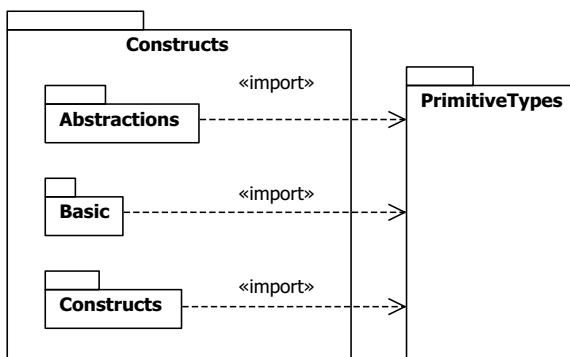 Constructs
«import»
PrimitiveTypes
Abstractions
«import»
Basic
«import»
Constructs